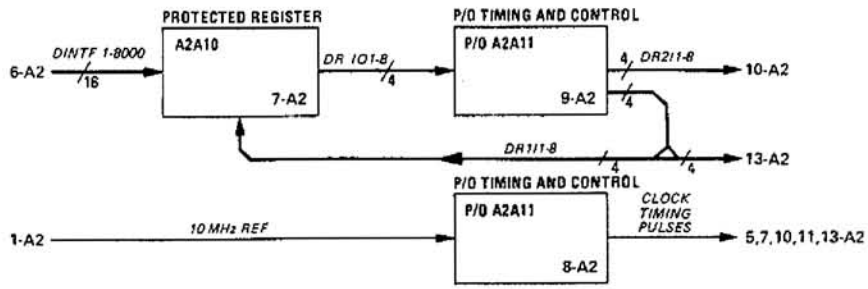 PROTECTED REGISTER
P/O TIMING AND CONTROL
A2A10
P/O A2A11
DINTF 1-8000
DR 1O1-8
4
DR2I1-8
6-A2
16
4
10-A2
7-A2
9-A2
4
DR1I1-8
4
4
13-A2
P/O TIMING AND CONTROL
P/O A2A11
CLOCK
TIMING
PULSES
10 MHz REF
1-A2
5,7,10,11,13-A2
8-A2